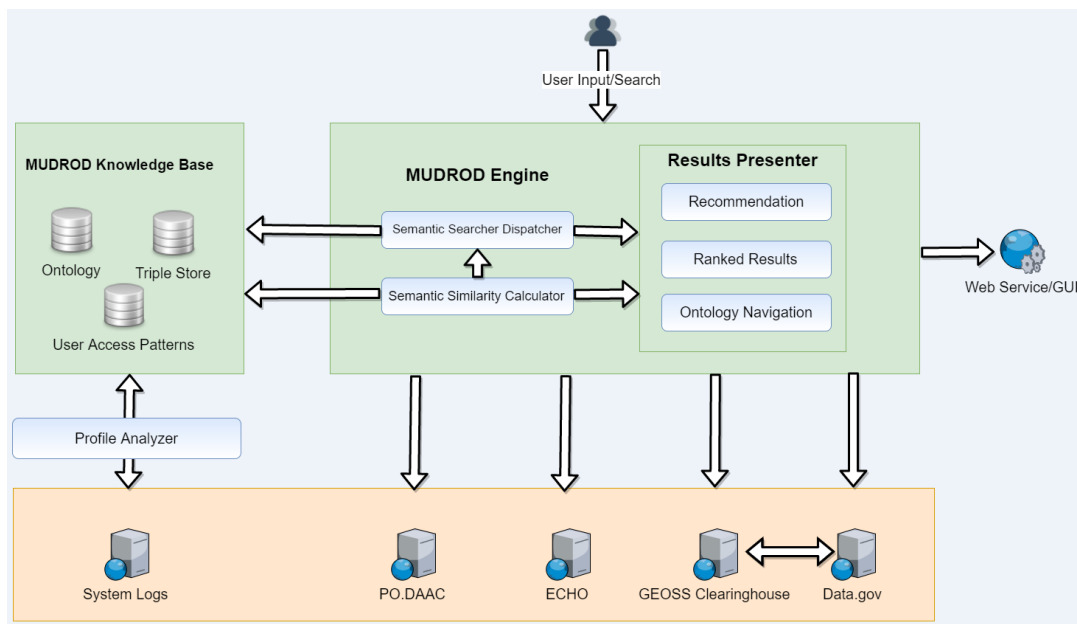 User Input/Search
MUDROD Knowledge Base
Ontology
Triple Store
User Access Patterns
MUDROD Engine
Semantic Searcher Dispatcher
Semantic Similarity Calculator
Results Presenter
Recommendation
Ranked Results
Ontology Navigation
Web Service/GUI
Profile Analyzer
System Logs
PO.DAAC
ECHO
GEOSS Clearinghouse
Data.gov